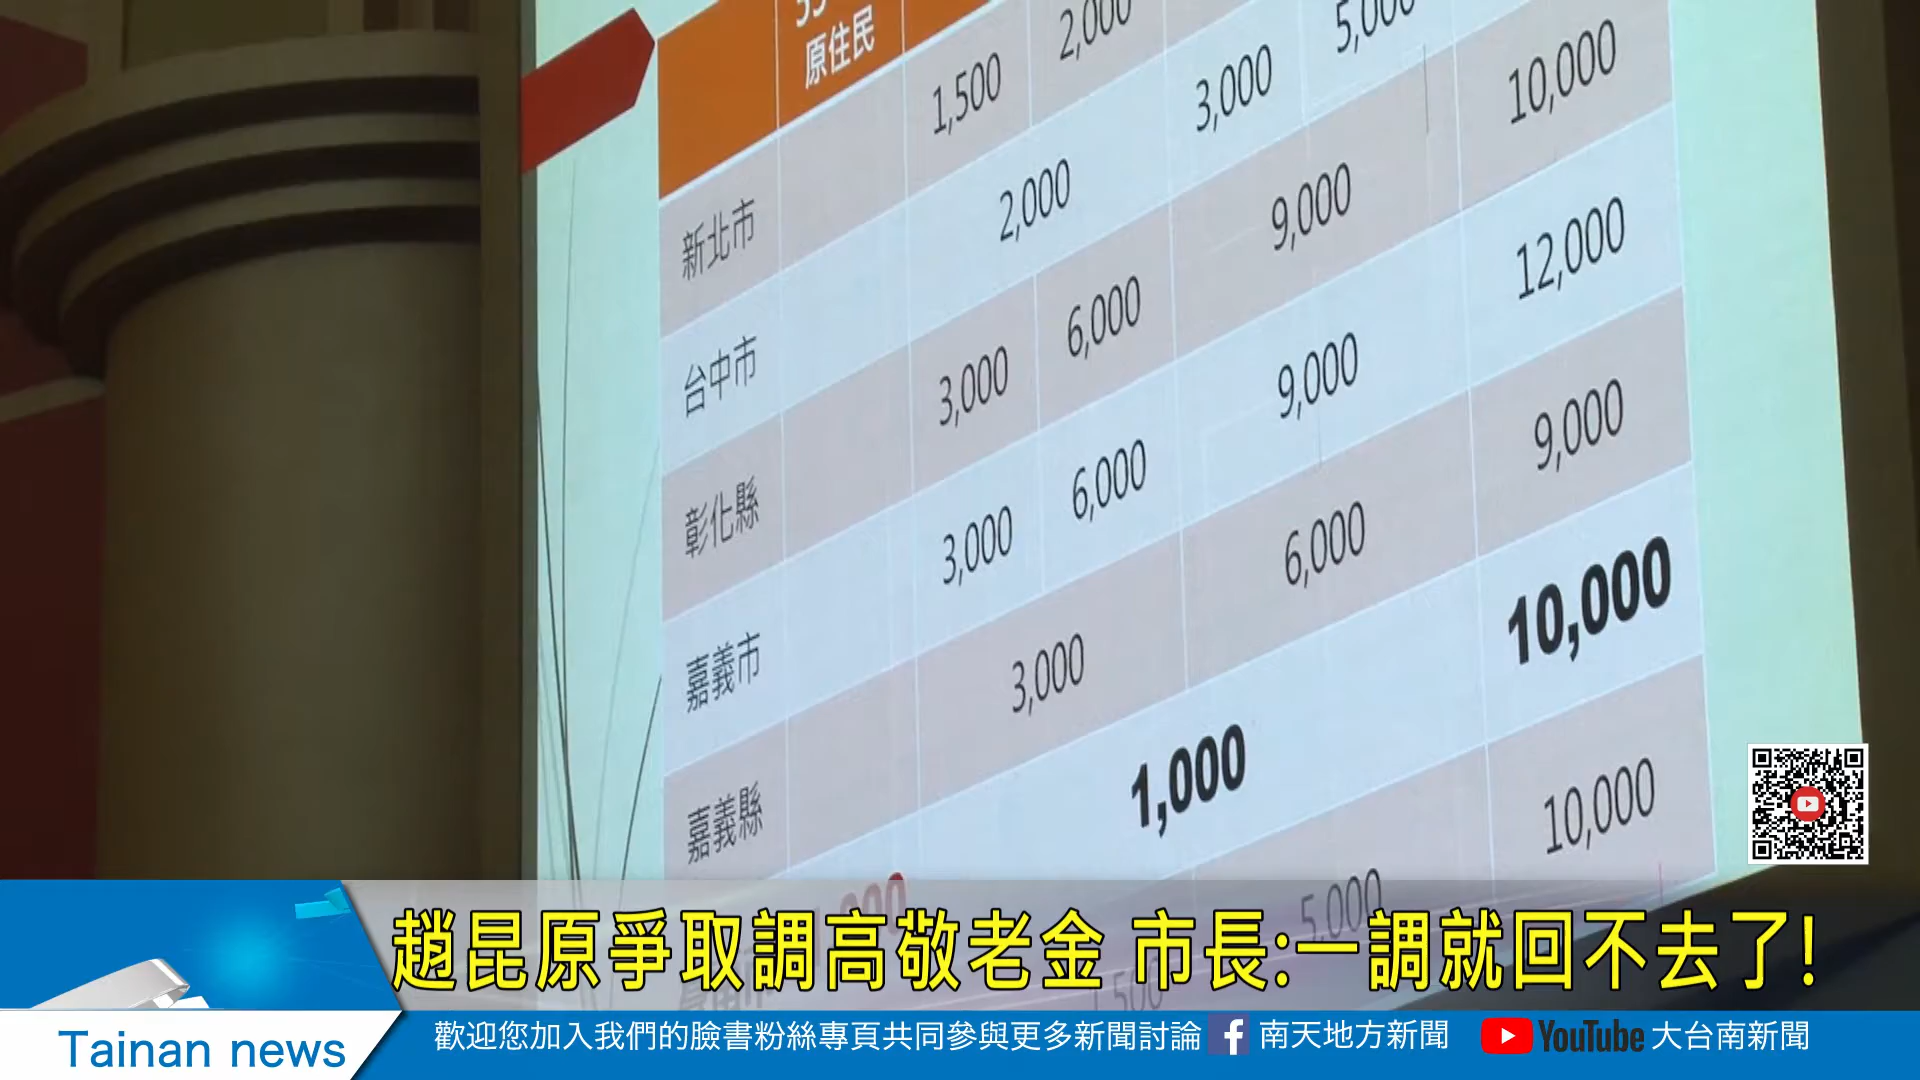 原住民
新北市 1,500 2,000
台中市 2,000 3,000 5,000
彰化縣 3,000 6,000 9,000 10,000
嘉義市 3,000 6,000 9,000 12,000
嘉義縣 3,000 6,000 9,000
1,000 10,000
5,000 10,000
趙昆原爭取調高敬老金 市長:一調就回不去了!
Tainan news
歡迎您加入我們的臉書粉絲專頁共同參與更多新聞討論 南天地方新聞 YouTube 大台南新聞